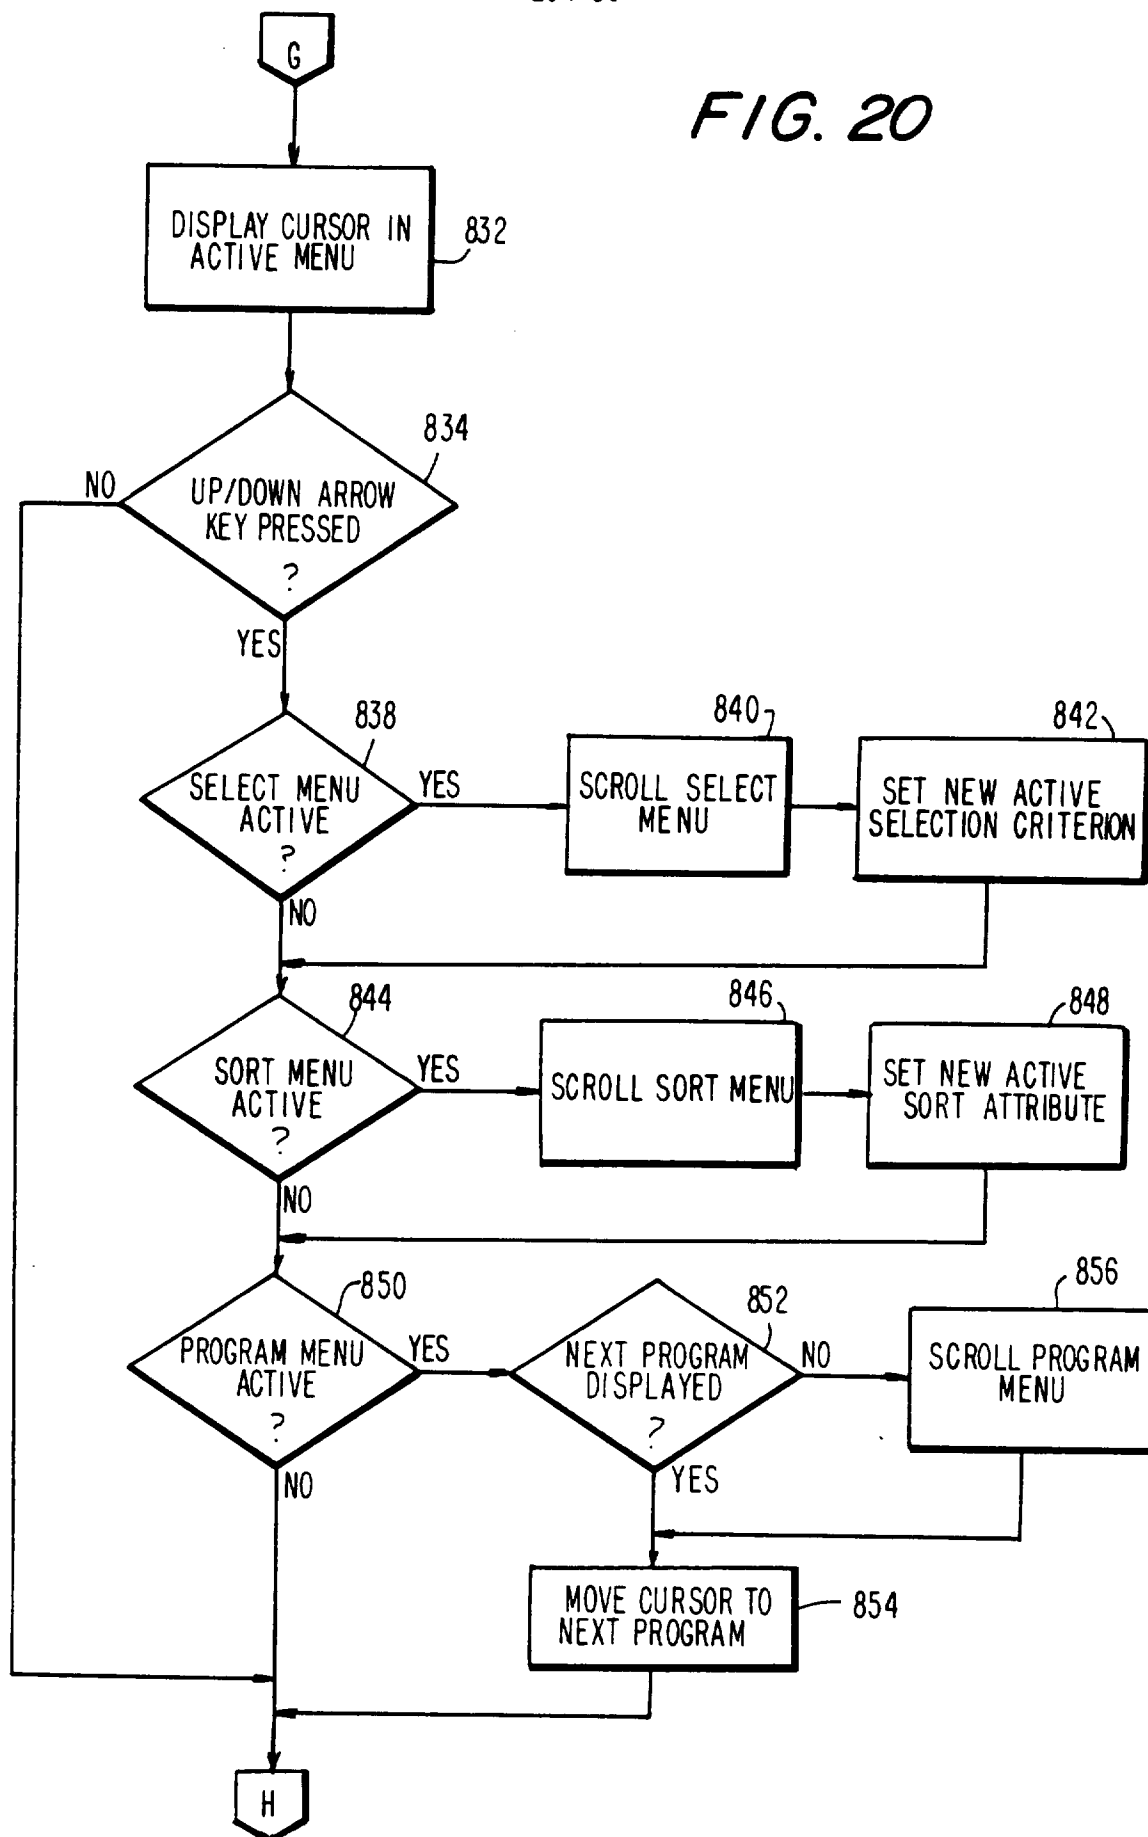 G
FIG. 20
DISPLAY CURSOR IN
ACTIVE MENU
832
834
NO
UP/DOWN ARROW
KEY PRESSED
?
YES
838
SELECT MENU
ACTIVE
?
YES
840
SCROLL SELECT
MENU
842
SET NEW ACTIVE
SELECTION CRITERION
NO
844
SORT MENU
ACTIVE
?
YES
846
SCROLL SORT MENU
848
SET NEW ACTIVE
SORT ATTRIBUTE
NO
850
PROGRAM MENU
ACTIVE
?
YES
852
NEXT PROGRAM
DISPLAYED
?
NO
856
SCROLL PROGRAM
MENU
NO
YES
MOVE CURSOR TO
NEXT PROGRAM
854
H